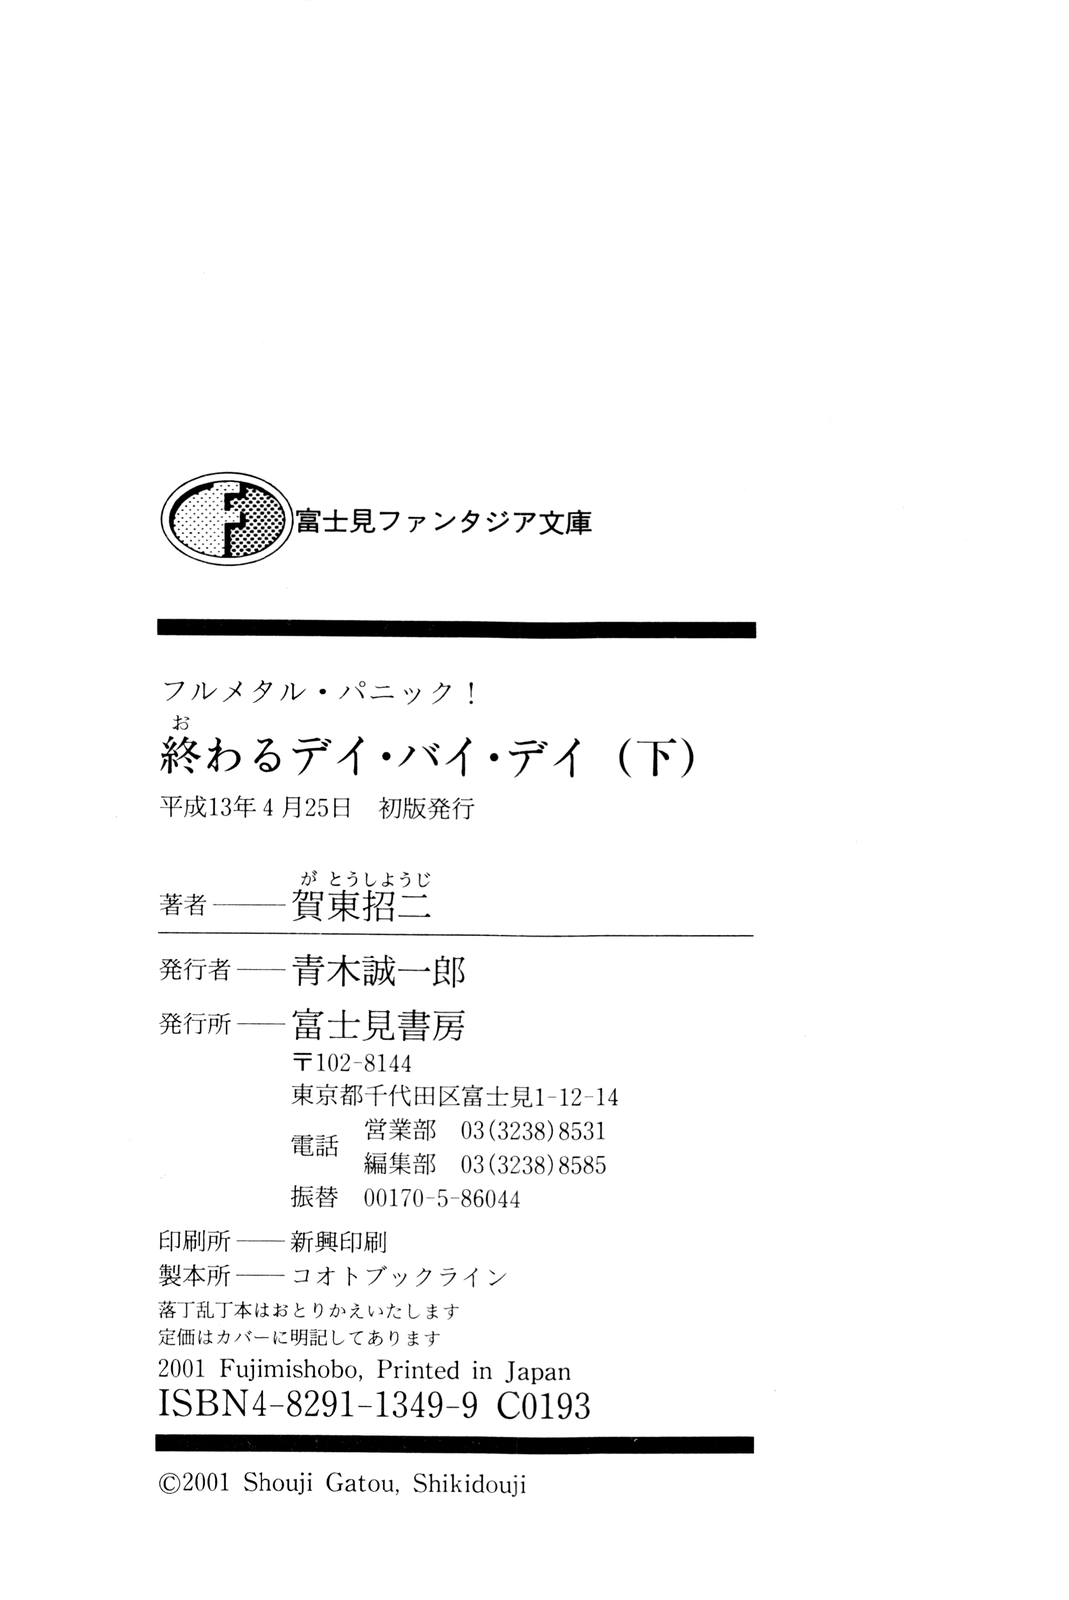 富士見ファンタジア文庫
フルメタル・パニック!
お
終わるデイ・バイ・デイ(下)
平成13年4月25日 初版発行
がとうしょうじ
著者——賀東招二
発行者——青木誠一郎
発行所——富士見書房
〒102-8144
東京都千代田区富士見1-12-14
電話 営業部 03(3238)8531
編集部 03(3238)8585
振替 00170-5-86044
印刷所——新興印刷
製本所——コオトブックライン
落丁乱丁本はおとりかえいたします
定価はカバーに明記してあります
2001 Fujimishobo, Printed in Japan
ISBN4-8291-1349-9 C0193
©2001 Shouji Gatou, Shikidouji